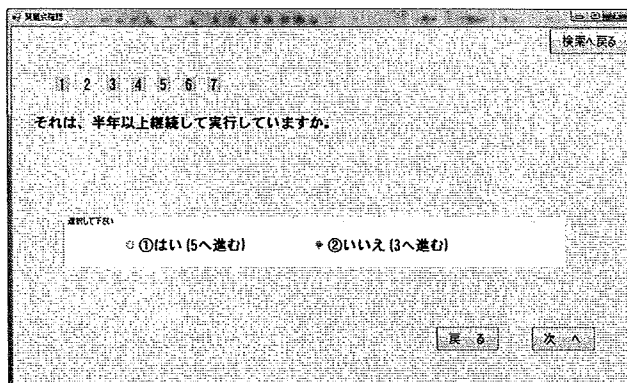 検索へ戻る
1 2 3 4 5 6 7
それは、半年以上継続して実行していますか。
選択して下さい
①はい (5へ進む) ②いいえ (3へ進む)
戻 る 次 へ